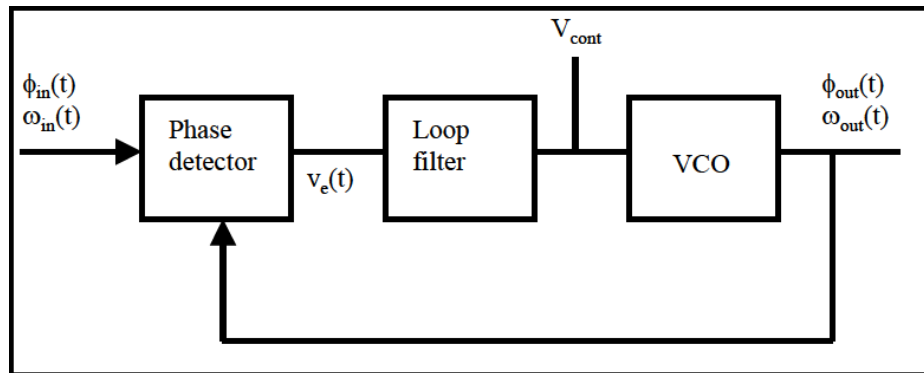 V_cont
ϕ_in(t)
ω_in(t)
Phase
detector
v_e(t)
Loop
filter
VCO
ϕ_out(t)
ω_out(t)